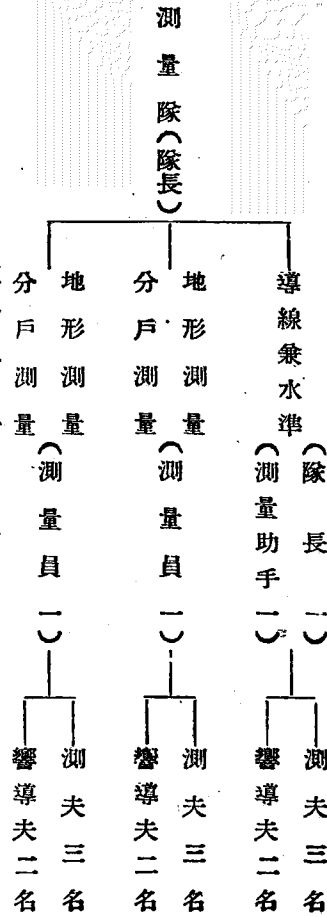 測量隊（隊長）
導線兼水準
（隊長 一）
（測量助手 一）
測夫三名
響導夫二名
地形測量
分戶測量
（測量員 一）
測夫三名
響導夫二名
地形測量
分戶測量
（測量員 一）
測夫三名
響導夫二名